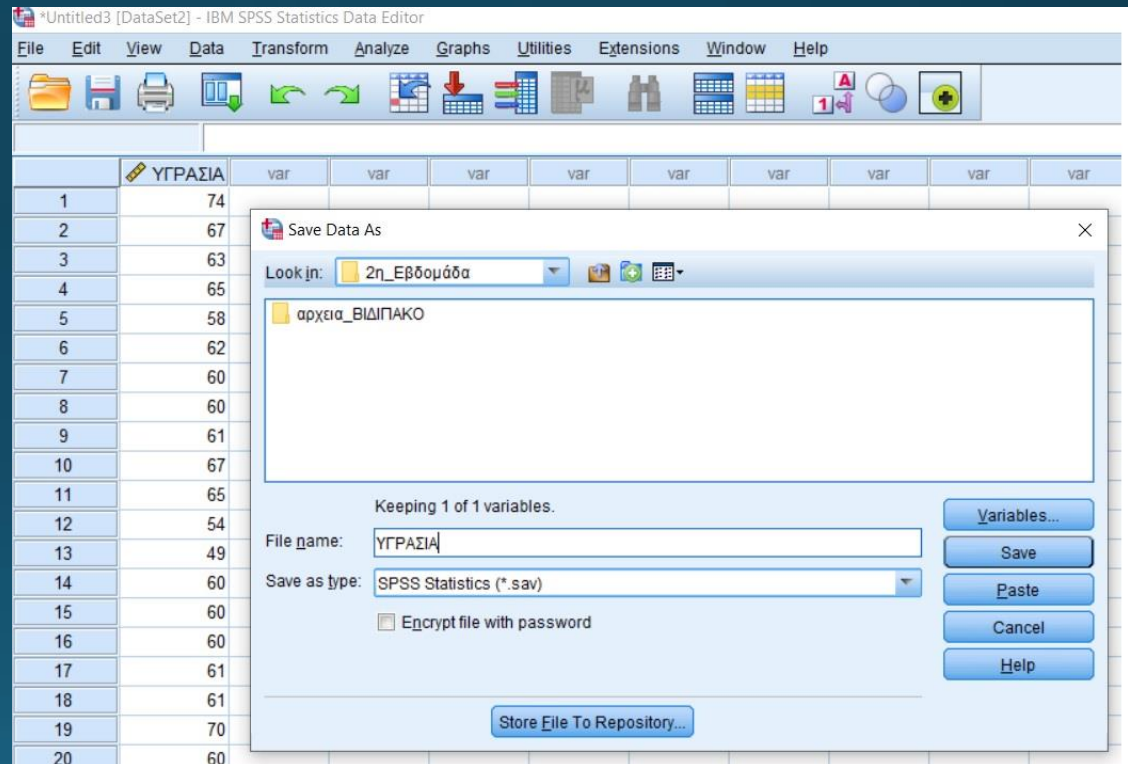 *Untitled3 [DataSet2] - IBM SPSS Statistics Data Editor
File Edit View Data Transform Analyze Graphs Utilities Extensions Window Help
ΥΓΡΑΣΙΑ var var var var var var var var var
1 74
2 67
3 63
4 65
5 58
6 62
7 60
8 60
9 61
10 67
11 65
12 54
13 49
14 60
15 60
16 60
17 61
18 61
19 70
20 60
Save Data As
Look in: 2η_Εβδομάδα
αρχεια_ΒΙΔΙΠΑΚΟ
Keeping 1 of 1 variables.
File name: ΥΓΡΑΣΙΑ
Save as type: SPSS Statistics (*.sav)
Encrypt file with password
Variables...
Save
Paste
Cancel
Help
Store File To Repository...